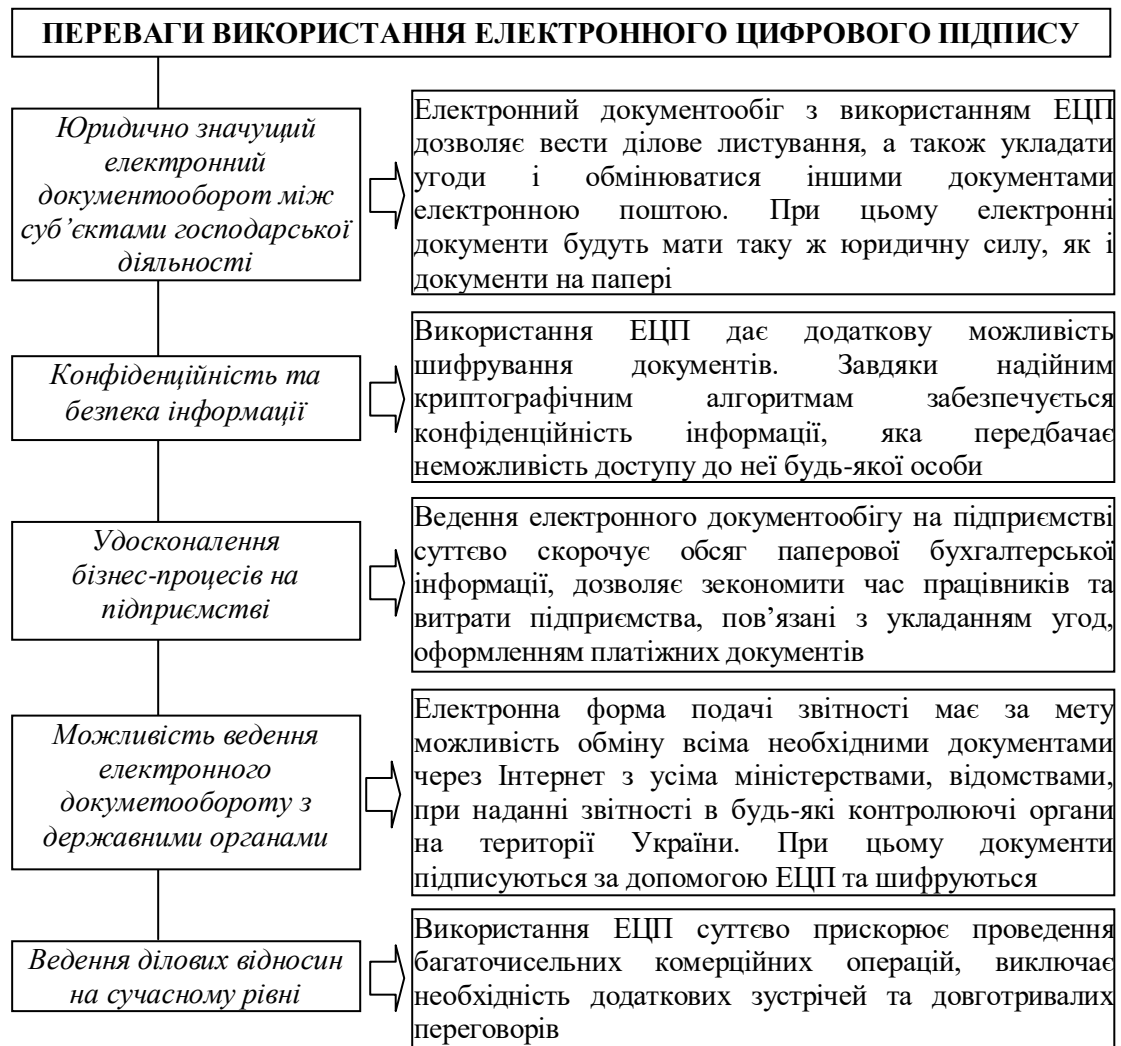 ПЕРЕВАГИ ВИКОРИСТАННЯ ЕЛЕКТРОННОГО ЦИФРОВОГО ПІДПИСУ
Юридично значущий
електронний
документооборот між
суб’єктами господарської
діяльності
Електронний документообіг з використанням ЕЦП
дозволяє вести ділове листування, а також укладати
угоди і обмінюватися іншими документами
електронною поштою. При цьому електронні
документи будуть мати таку ж юридичну силу, як і
документи на папері
Конфіденційність та
безпека інформації
Використання ЕЦП дає додаткову можливість
шифрування документів. Завдяки надійним
криптографічним алгоритмам забезпечується
конфіденційність інформації, яка передбачає
неможливість доступу до неї будь-якої особи
Удосконалення
бізнес-процесів на
підприємстві
Ведення електронного документообігу на підприємстві
суттєво скорочує обсяг паперової бухгалтерської
інформації, дозволяє зекономити час працівників та
витрати підприємства, пов’язані з укладанням угод,
оформленням платіжних документів
Можливість ведення
електронного
докуметообороту з
державними органами
Електронна форма подачі звітності має за мету
можливість обміну всіма необхідними документами
через Інтернет з усіма міністерствами, відомствами,
при наданні звітності в будь-які контролюючі органи
на території України. При цьому документи
підписуються за допомогою ЕЦП та шифруються
Ведення ділових відносин
на сучасному рівні
Використання ЕЦП суттєво прискорює проведення
багаточисельних комерційних операцій, виключає
необхідність додаткових зустрічей та довготривалих
переговорів